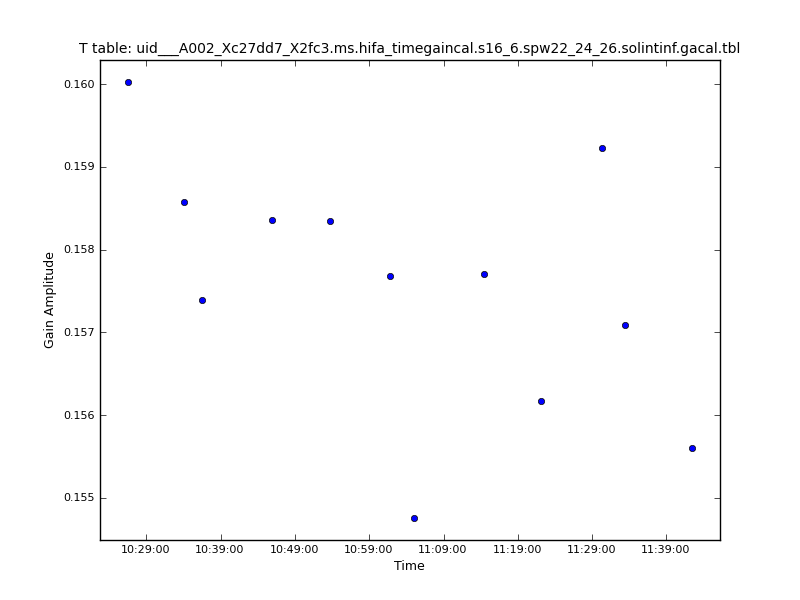 T table: uid___A002_Xc27dd7_X2fc3.ms.hifa_timegaincal.s16_6.spw22_24_26.solintinf.gacal.tbl
0.160
0.159
0.158
0.157
0.156
0.155
Gain Amplitude
10:29:00 10:39:00 10:49:00 10:59:00 11:09:00 11:19:00 11:29:00 11:39:00
Time